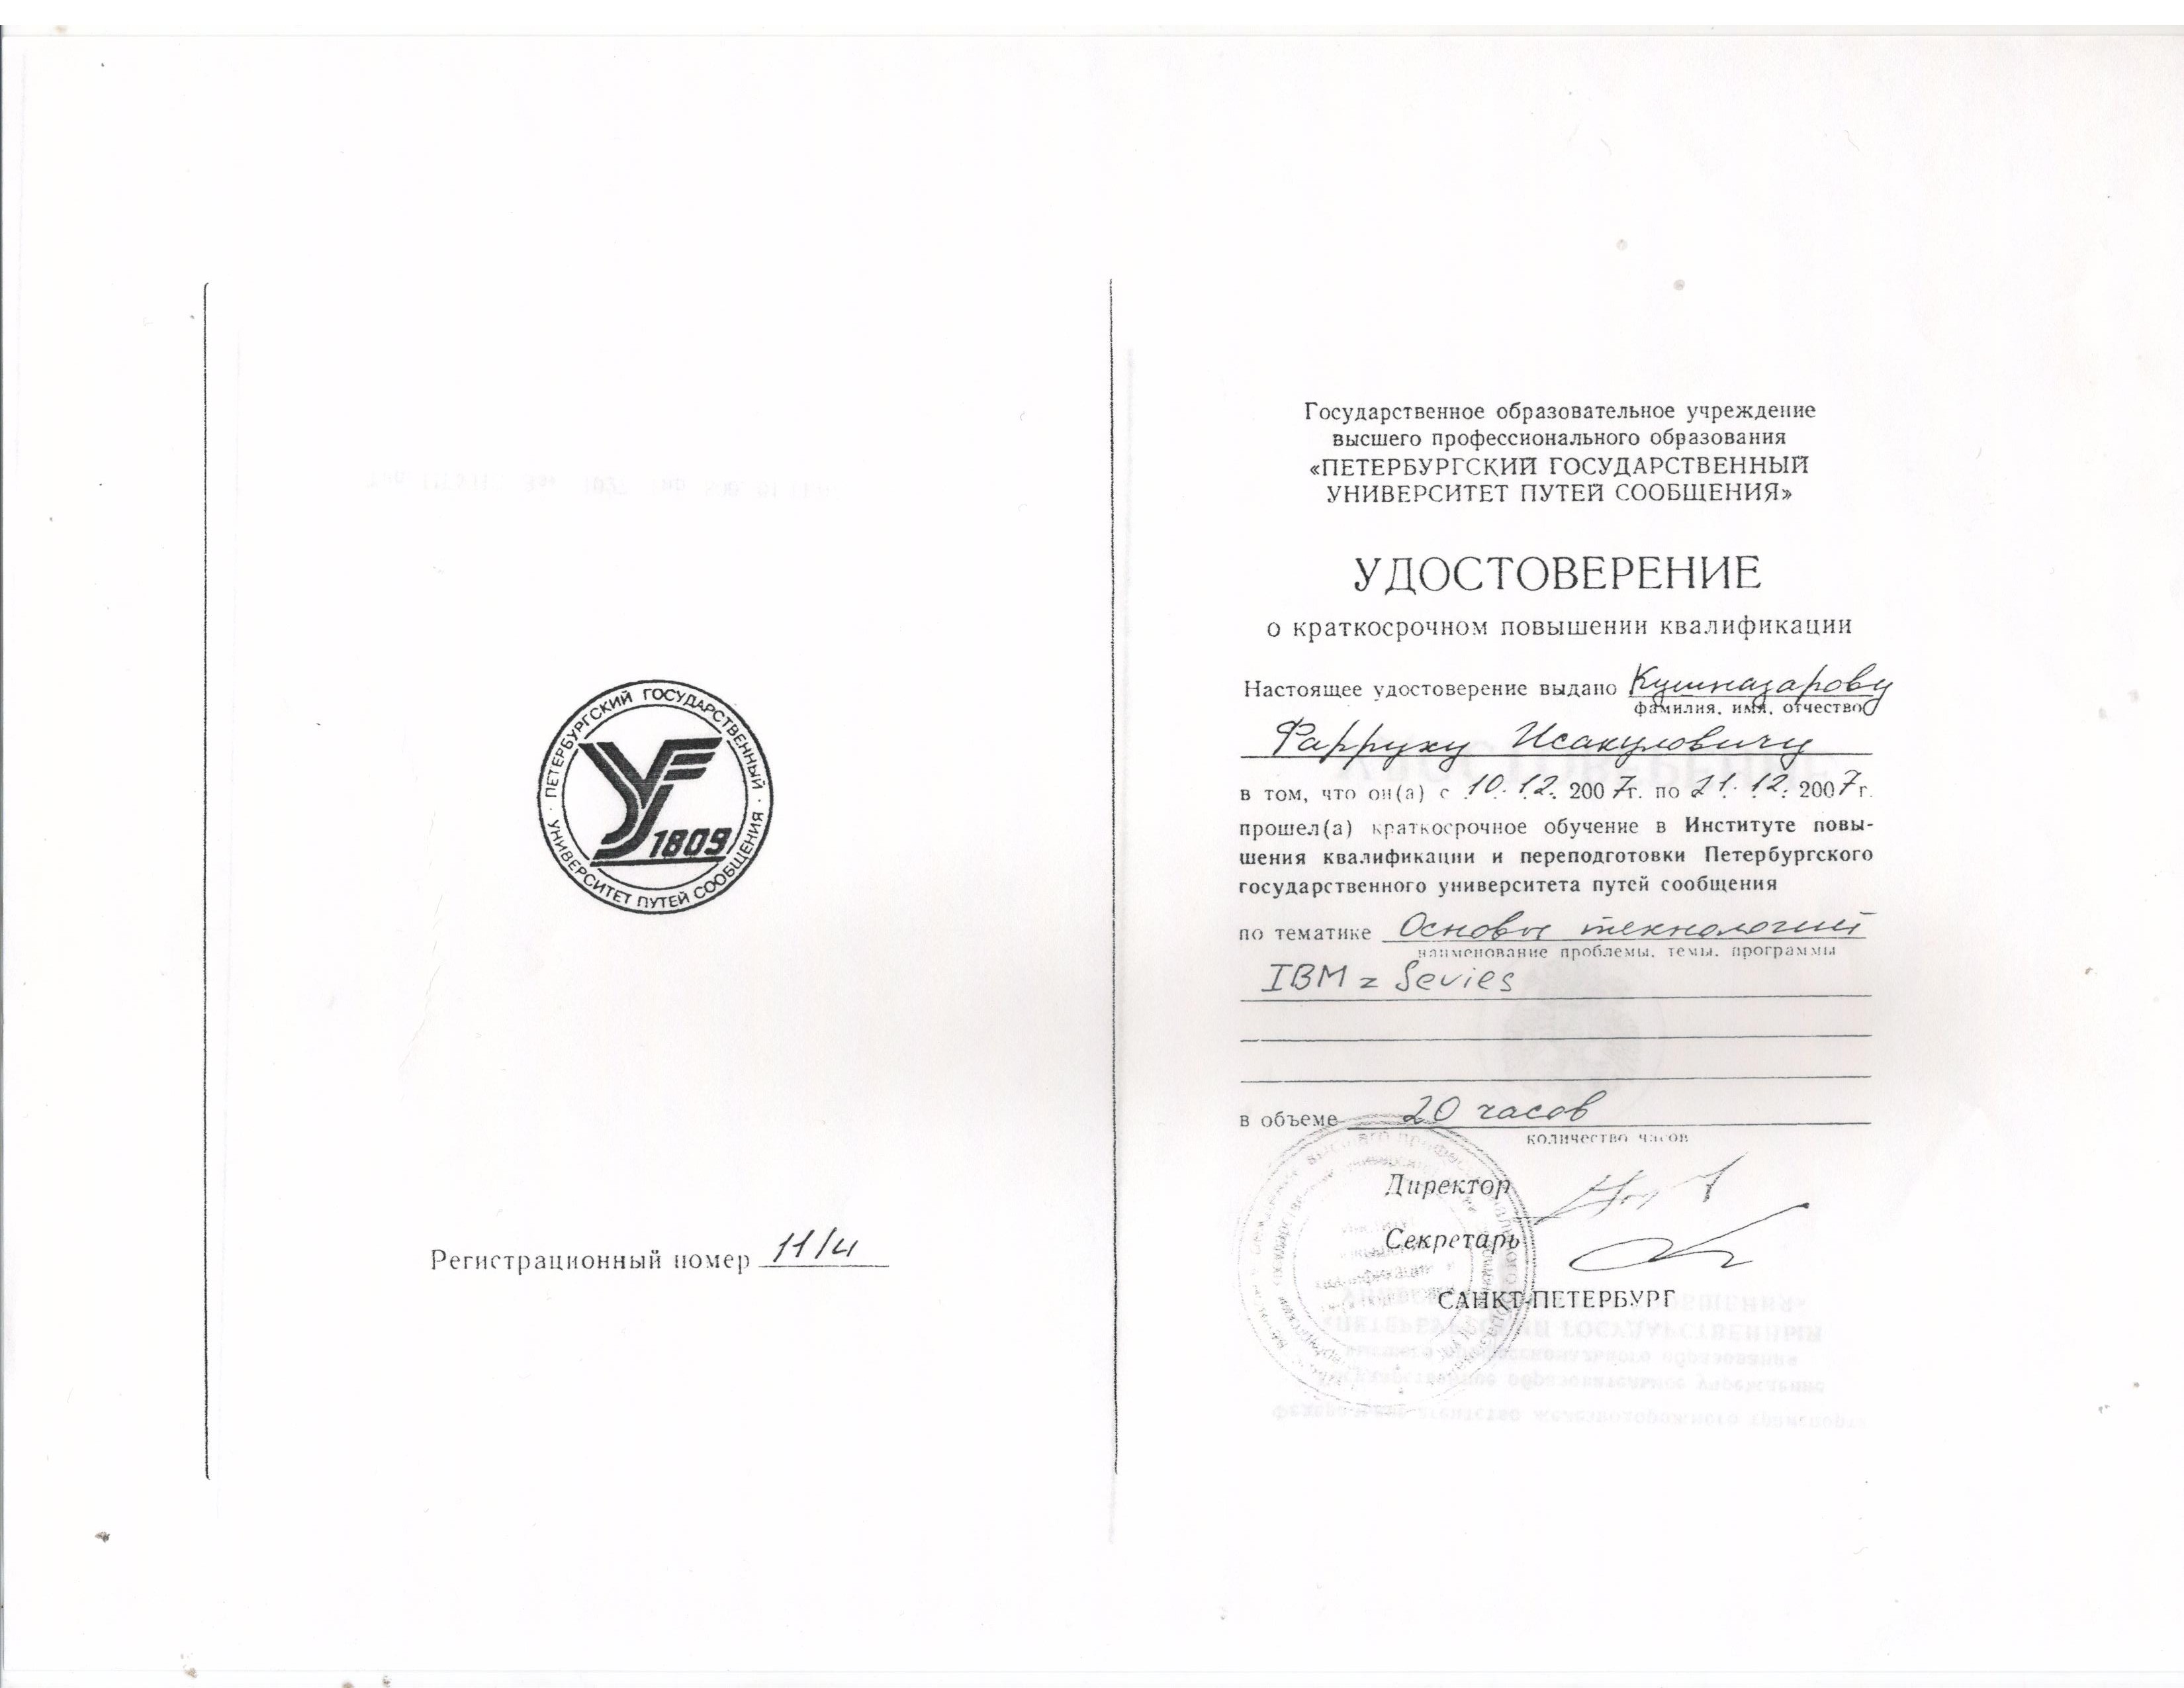 ПЕТЕРБУРГСКИЙ ГОСУДАРСТВЕННЫЙ
УНИВЕРСИТЕТ ПУТЕЙ СООБЩЕНИЯ
1809
Регистрационный номер 11/ц
Государственное образовательное учреждение
высшего профессионального образования
«ПЕТЕРБУРГСКИЙ ГОСУДАРСТВЕННЫЙ
УНИВЕРСИТЕТ ПУТЕЙ СООБЩЕНИЯ»
УДОСТОВЕРЕНИЕ
о краткосрочном повышении квалификации
Настоящее удостоверение выдано Кушназарову
фамилия, имя, отчество
Фарруху Исакуловичу
в том, что он(а) с 10.12.2007г. по 21.12.2007г.
прошел(а) краткосрочное обучение в Институте повы-
шения квалификации и переподготовки Петербургского
государственного университета путей сообщения
по тематике Основы технологий
наименование проблемы, темы, программы
IBM z Series
в объеме 20 часов
количество часов
Директор
Секретарь
САНКТ-ПЕТЕРБУРГ